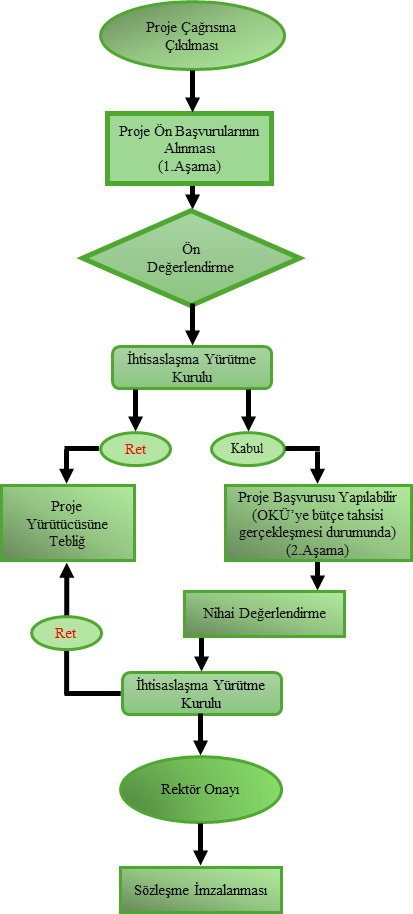 Proje Çağrısına
Çıkılması
Proje Ön Başvurularının
Alınması
(1.Aşama)
Ön
Değerlendirme
İhtisaslaşma Yürütme
Kurulu
Ret
Kabul
Proje
Yürütücüsüne
Tebliğ
Proje Başvurusu Yapılabilir
(OKÜ'ye bütçe tahsisi
gerçekleşmesi durumunda)
(2.Aşama)
Nihai Değerlendirme
Ret
İhtisaslaşma Yürütme
Kurulu
Rektör Onayı
Sözleşme İmzalanması